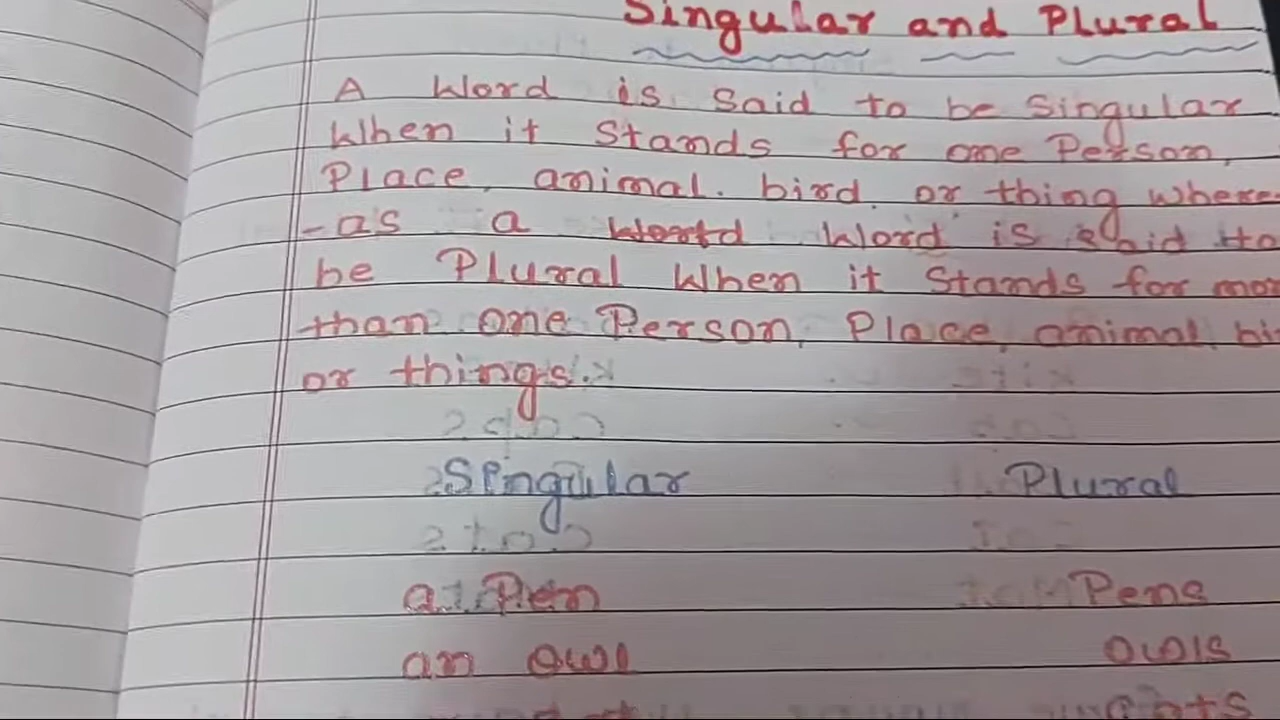 Singular and Plural
A Word is Said to be Singular
When it Stands for one Person,
Place, animal. bird. or thing where
-as a Word is said to
be Plural When it Stands for mor
than one Person, Place, animal, bi
or things.
Singular Plural
a Pen Pens
an owl owls